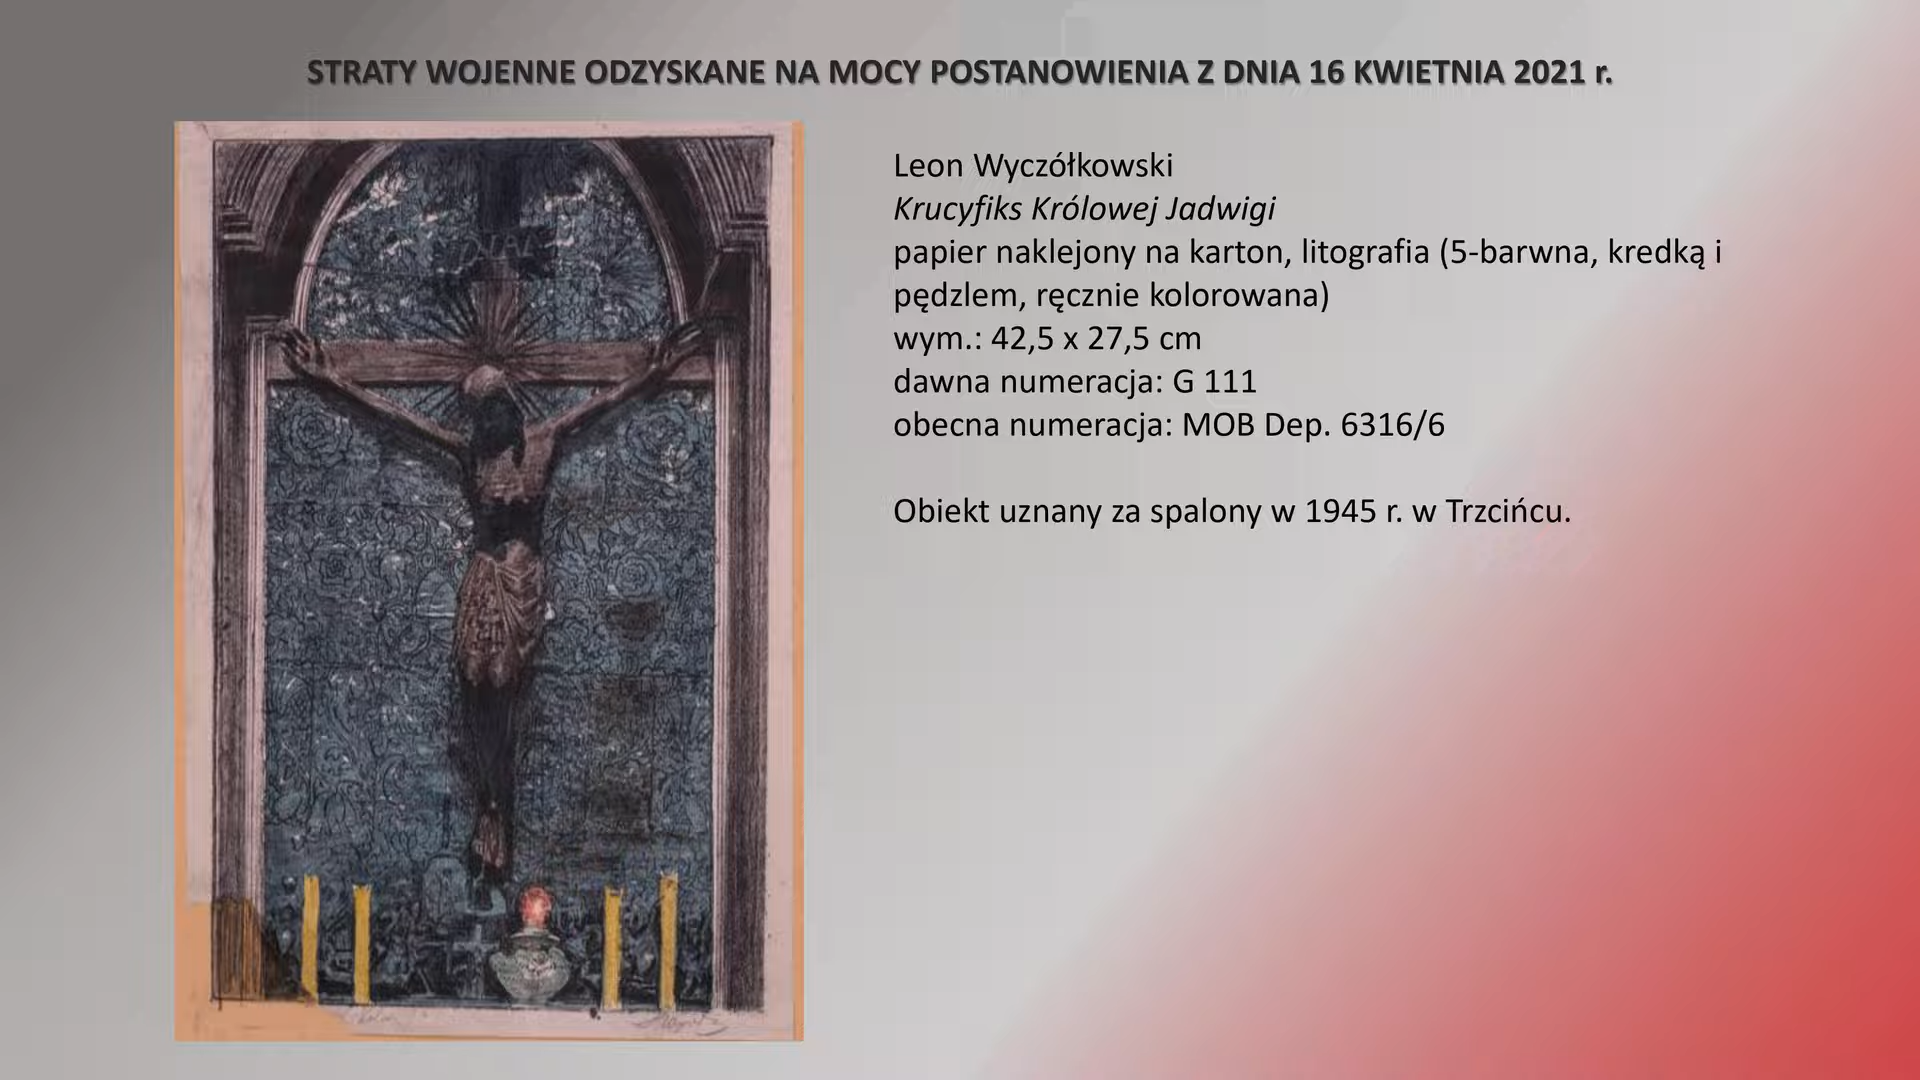 STRATY WOJENNE ODZYSKANE NA MOCY POSTANOWIENIA Z DNIA 16 KWIETNIA 2021 r.
Leon Wyczółkowski
Krucyfiks Królowej Jadwigi
papier naklejony na karton, litografia (5-barwna, kredką i
pędzlem, ręcznie kolorowana)
wym.: 42,5 x 27,5 cm
dawna numeracja: G 111
obecna numeracja: MOB Dep. 6316/6
Obiekt uznany za spalony w 1945 r. w Trzcińcu.